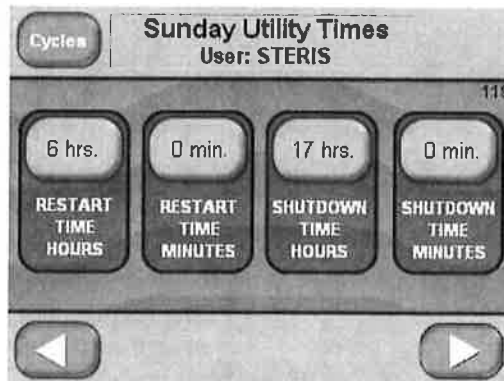 Cycles
Sunday Utility Times
User: STERIS
6 hrs.
RESTART
TIME
HOURS
0 min.
RESTART
TIME
MINUTES
17 hrs.
SHUTDOWN
TIME
HOURS
0 min.
SHUTDOWN
TIME
MINUTES